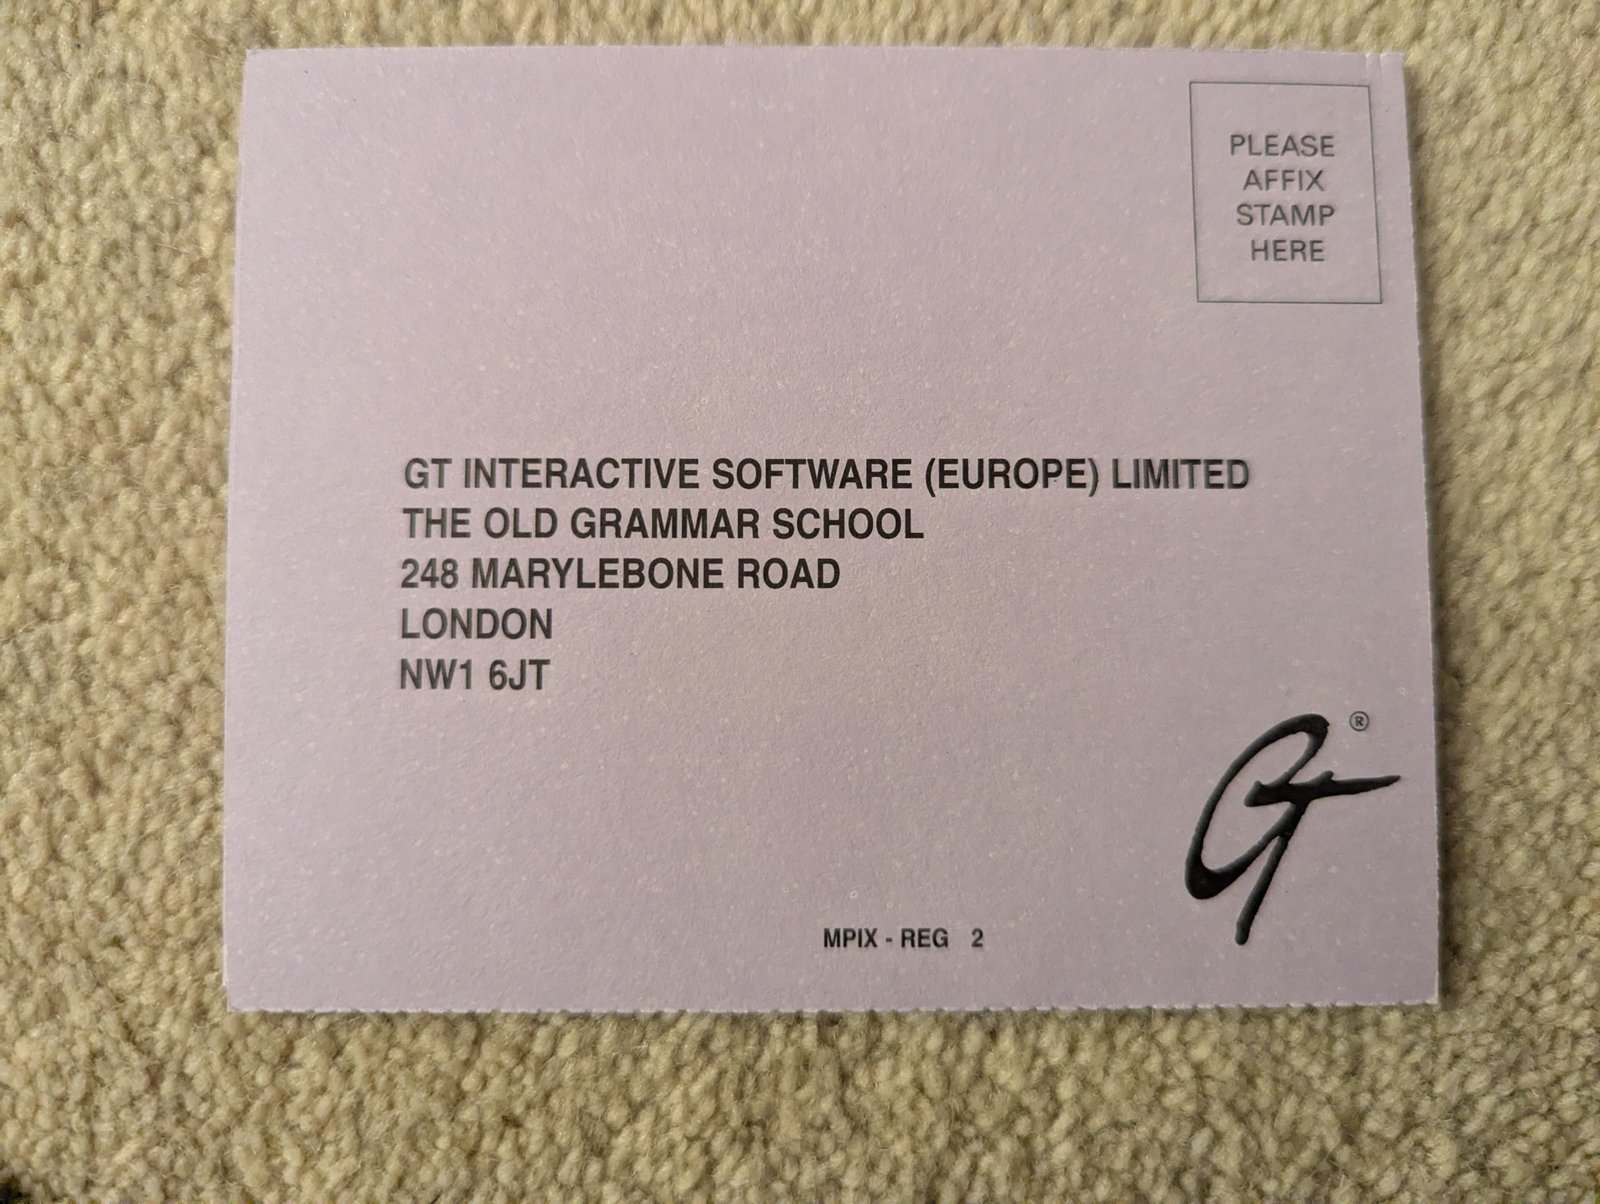 PLEASE
AFFIX
STAMP
HERE
GT INTERACTIVE SOFTWARE (EUROPE) LIMITED
THE OLD GRAMMAR SCHOOL
248 MARYLEBONE ROAD
LONDON
NW1 6JT
GT ®
MPIX - REG 2